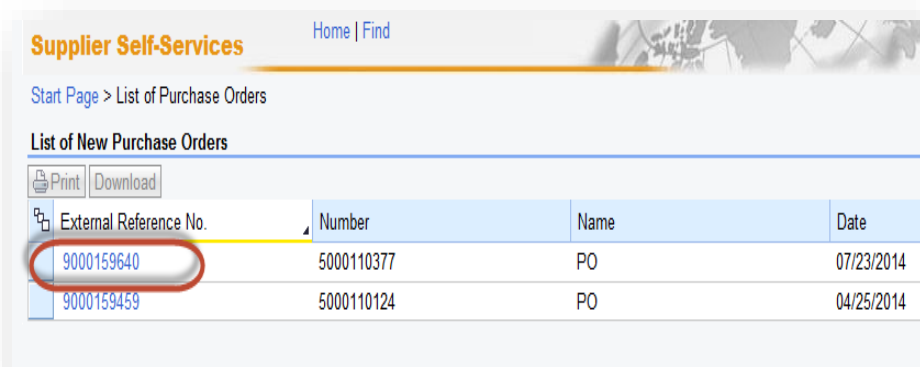 Supplier Self-Services Home | Find
Start Page > List of Purchase Orders
List of New Purchase Orders
Print Download
External Reference No. Number Name Date
9000159640 5000110377 PO 07/23/2014
9000159459 5000110124 PO 04/25/2014